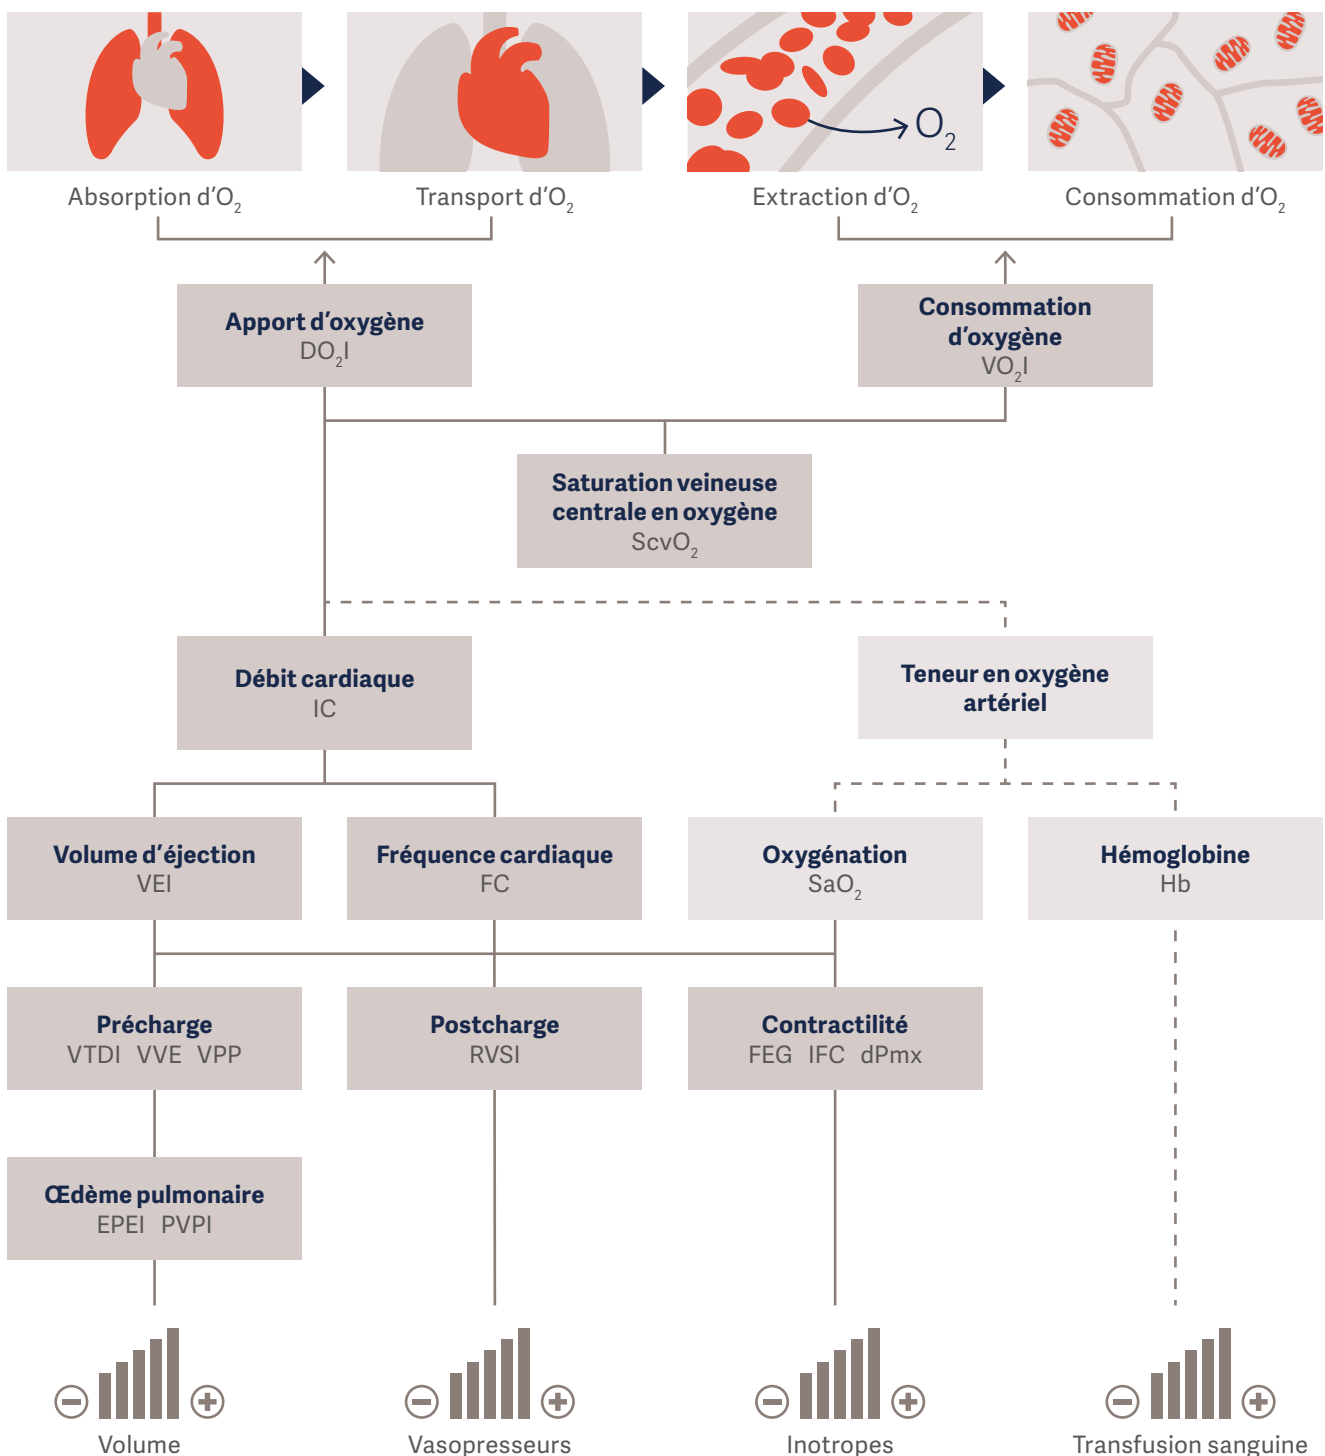 O₂
Absorption d’O₂
Transport d’O₂
Extraction d’O₂
Consommation d’O₂
Apport d’oxygène
DO₂I
Consommation
d’oxygène
VO₂I
Saturation veineuse
centrale en oxygène
ScvO₂
Débit cardiaque
IC
Teneur en oxygène
artériel
Volume d’éjection
VEI
Fréquence cardiaque
FC
Oxygénation
SaO₂
Hémoglobine
Hb
Précharge
VTDI VVE VPP
Postcharge
RVSI
Contractilité
FEG IFC dPmx
Œdème pulmonaire
EPEI PVPI
Volume
Vasopresseurs
Inotropes
Transfusion sanguine